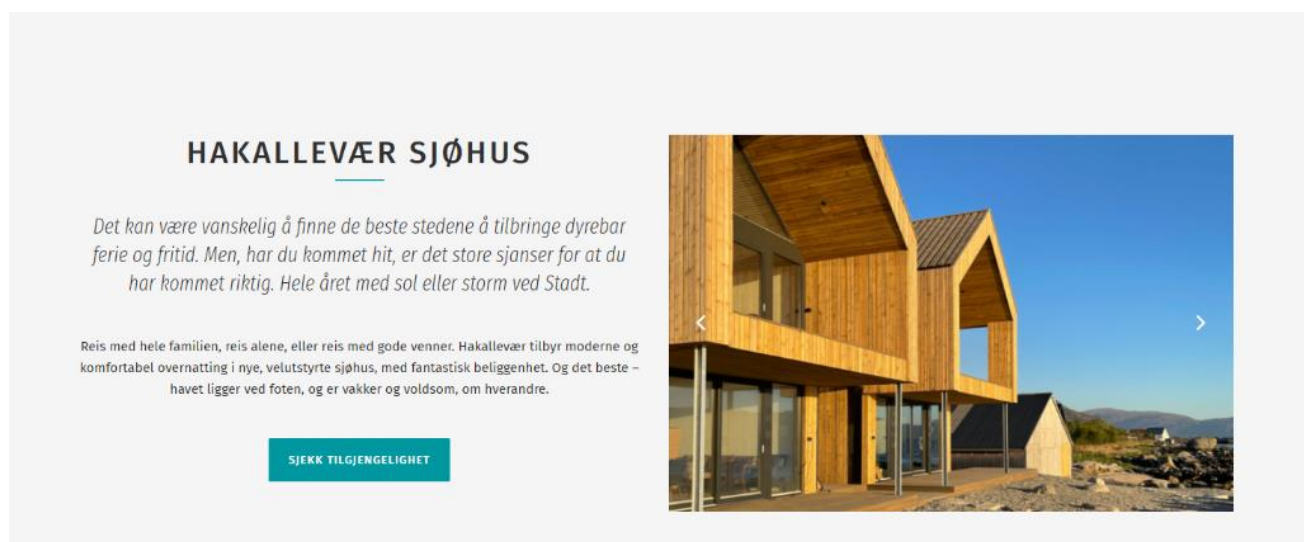 HAKALLEVÆR SJØHUS
Det kan være vanskelig å finne de beste stedene å tilbringe dyrebar
ferie og fritid. Men, har du kommet hit, er det store sjanser for at du
har kommet riktig. Hele året med sol eller storm ved Stadt.
Reis med hele familien, reis alene, eller reis med gode venner. Hakallevær tilbyr moderne og
komfortabel overnatting i nye, velutstyrte sjøhus, med fantastisk beliggenhet. Og det beste –
havet ligger ved foten, og er vakker og voldsom, om hverandre.
SJEKK TILGJENGELIGHET